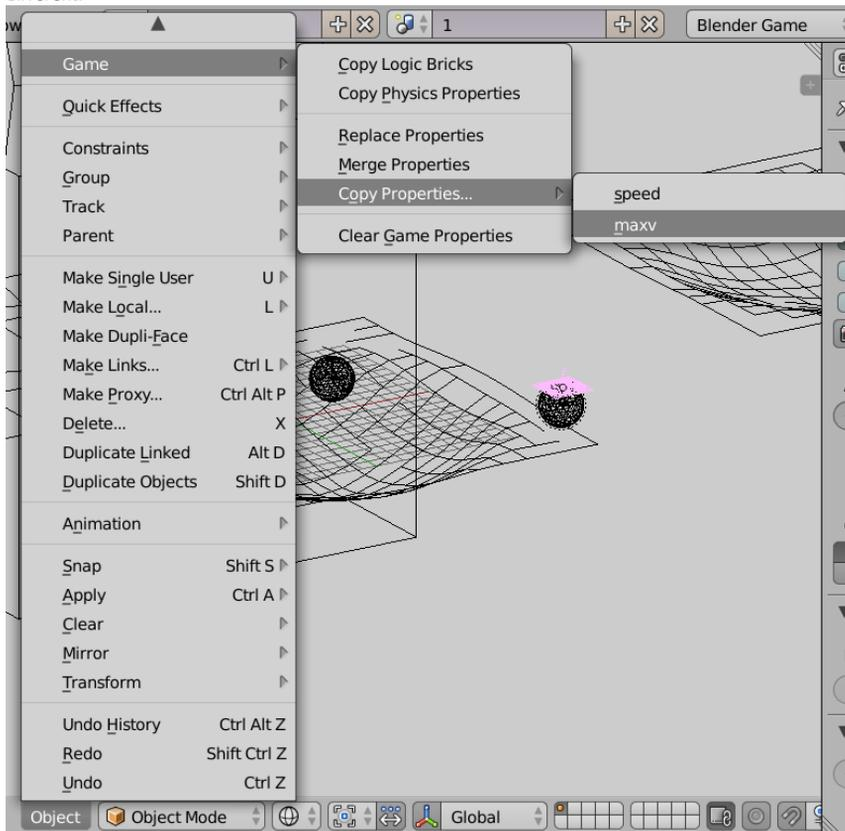 1
Blender Game
Game
Quick Effects
Constraints
Group
Track
Parent
Make Single User U
Make Local... L
Make Dupli-Face
Make Links... Ctrl L
Make Proxy... Ctrl Alt P
Delete... X
Duplicate Linked Alt D
Duplicate Objects Shift D
Animation
Snap Shift S
Apply Ctrl A
Clear
Mirror
Transform
Undo History Ctrl Alt Z
Redo Shift Ctrl Z
Undo Ctrl Z
Copy Logic Bricks
Copy Physics Properties
Replace Properties
Merge Properties
Copy Properties...
Clear Game Properties
speed
maxv
Object Object Mode Global